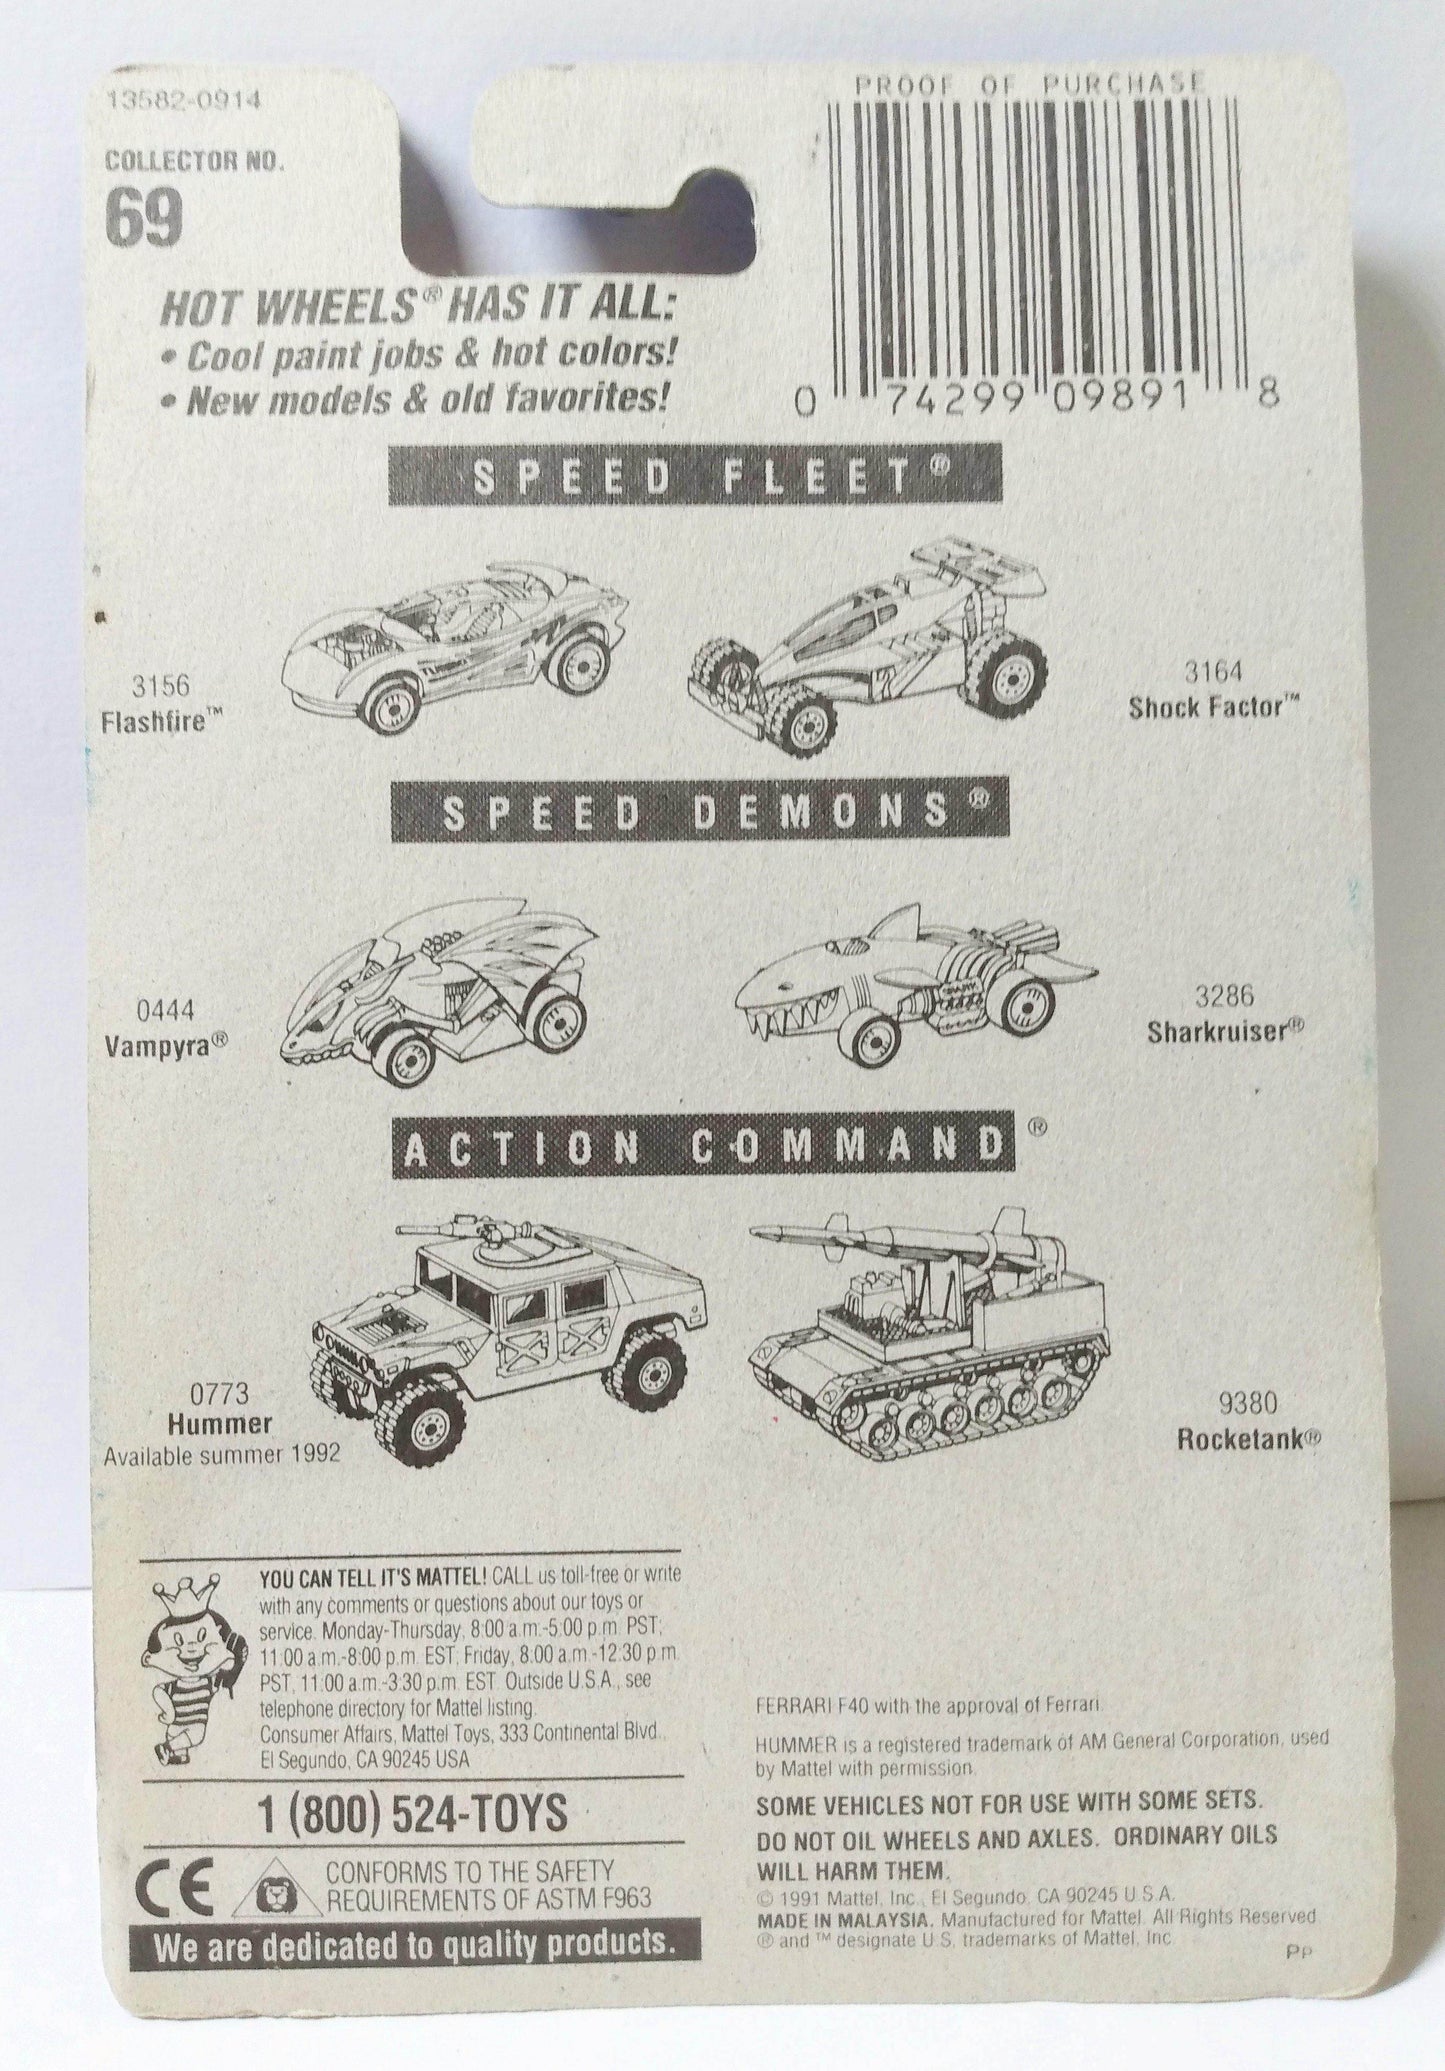 13582-0914
COLLECTOR NO.
69
PROOF OF PURCHASE
0 74299 09891 8
HOT WHEELS® HAS IT ALL:
• Cool paint jobs & hot colors!
• New models & old favorites!
SPEED FLEET®
3156
Flashfire™
3164
Shock Factor™
SPEED DEMONS®
0444
Vampyra®
3286
Sharkruiser®
ACTION COMMAND®
0773
Hummer
Available summer 1992
9380
Rocketank®
YOU CAN TELL IT'S MATTEL! CALL us toll-free or write
with any comments or questions about our toys or
service. Monday-Thursday, 8:00 a.m.-5:00 p.m. PST;
11:00 a.m.-8:00 p.m. EST; Friday, 8:00 a.m.-12:30 p.m.
PST, 11:00 a.m.-3:30 p.m. EST. Outside U.S.A., see
telephone directory for Mattel listing.
Consumer Affairs, Mattel Toys, 333 Continental Blvd.,
El Segundo, CA 90245 USA
1 (800) 524-TOYS
CE
CONFORMS TO THE SAFETY
REQUIREMENTS OF ASTM F963
We are dedicated to quality products.
FERRARI F40 with the approval of Ferrari.
HUMMER is a registered trademark of AM General Corporation, used
by Mattel with permission.
SOME VEHICLES NOT FOR USE WITH SOME SETS.
DO NOT OIL WHEELS AND AXLES. ORDINARY OILS
WILL HARM THEM.
© 1991 Mattel, Inc., El Segundo, CA 90245 U.S.A.
MADE IN MALAYSIA. Manufactured for Mattel. All Rights Reserved.
® and ™ designate U.S. trademarks of Mattel, Inc.
Pp